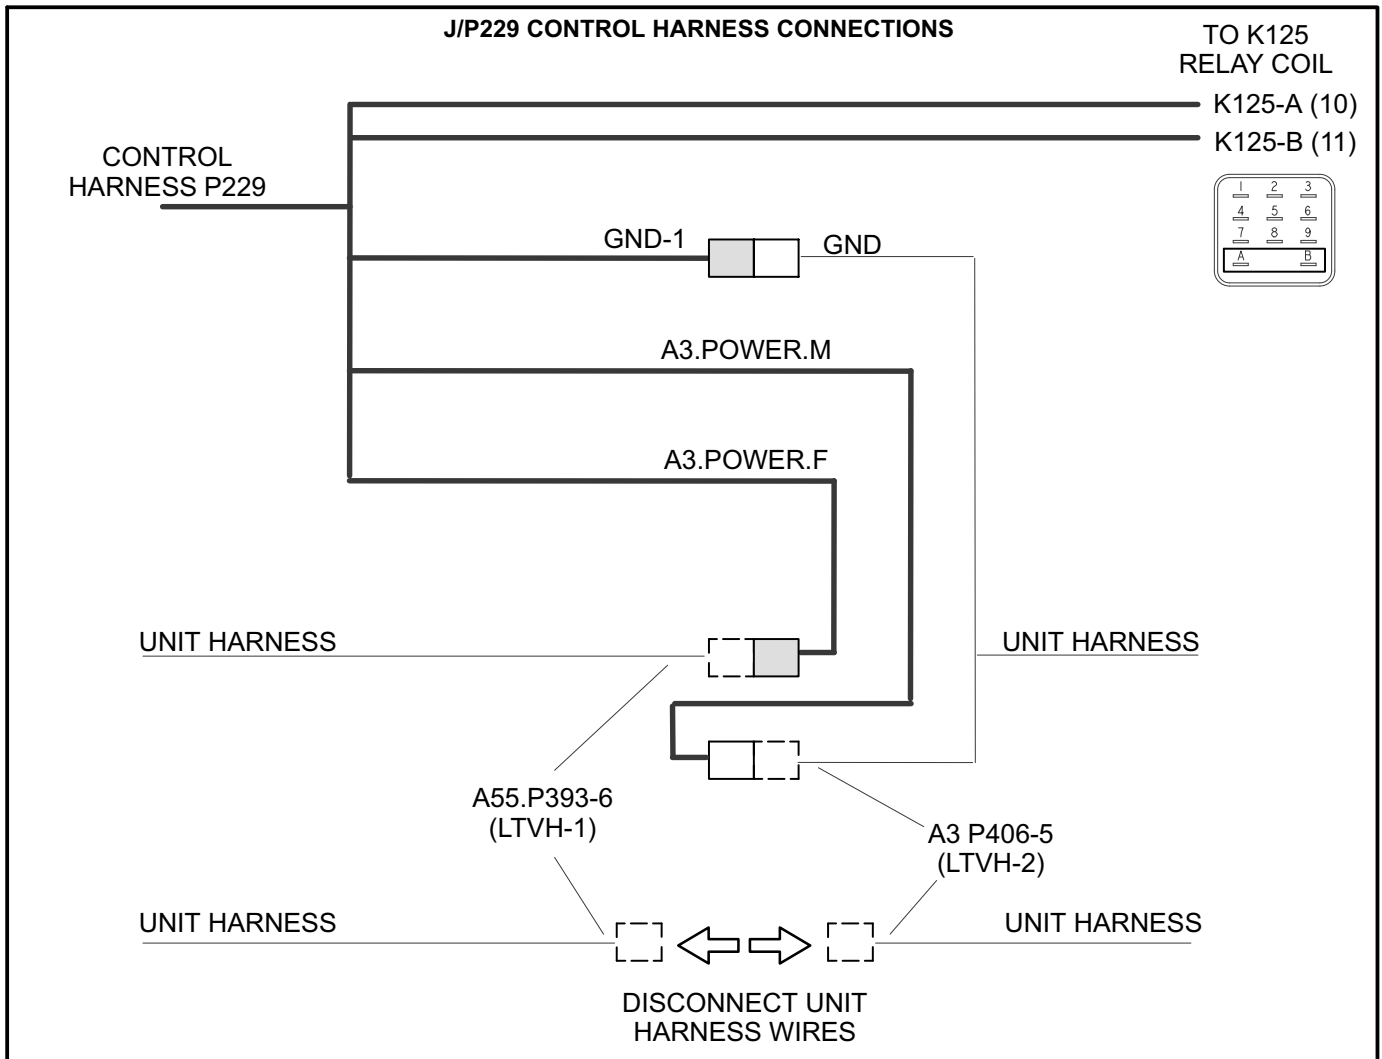 J/P229 CONTROL HARNESS CONNECTIONS
TO K125
RELAY COIL
K125-A (10)
K125-B (11)
CONTROL
HARNESS P229
1 2 3
4 5 6
7 8 9
A B
GND-1
GND
A3.POWER.M
A3.POWER.F
UNIT HARNESS
UNIT HARNESS
A55.P393-6
(LTVH-1)
A3 P406-5
(LTVH-2)
UNIT HARNESS
UNIT HARNESS
DISCONNECT UNIT
HARNESS WIRES